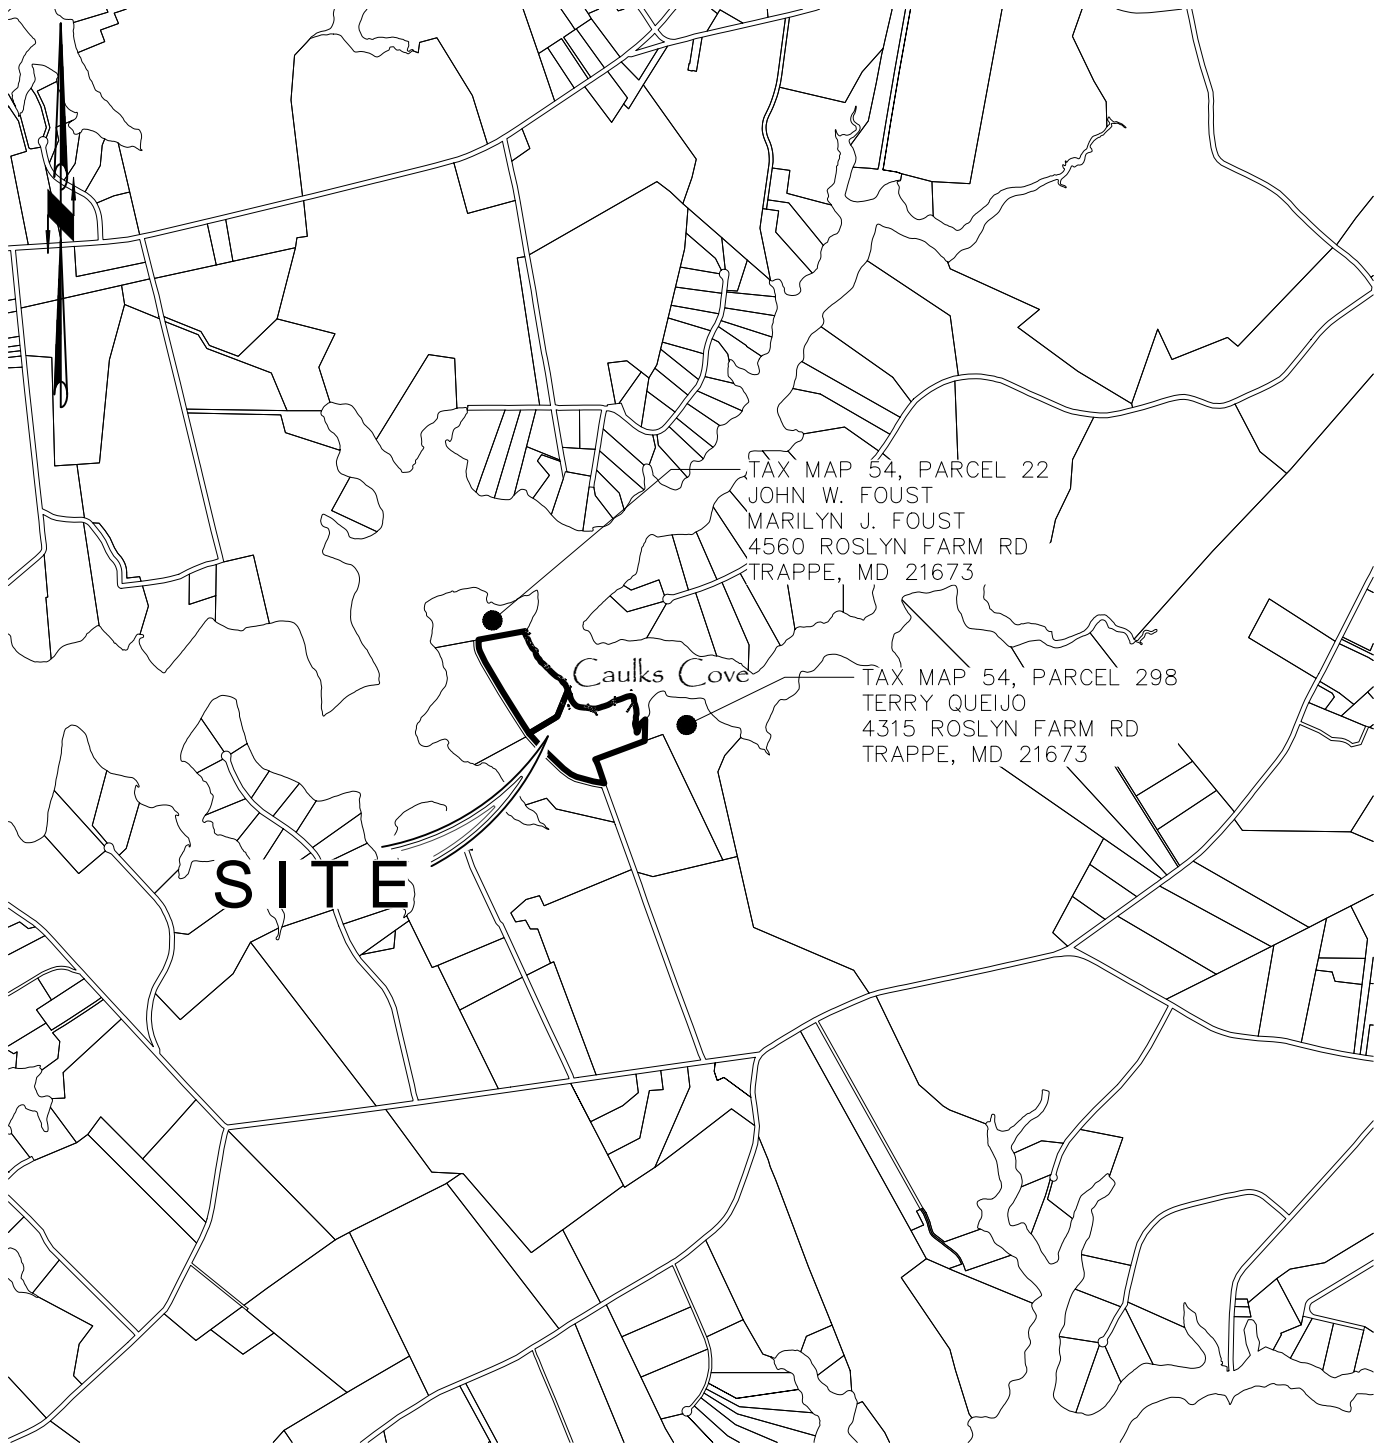 TAX MAP 54, PARCEL 22
JOHN W. FOUST
MARILYN J. FOUST
4560 ROSLYN FARM RD
TRAPPE, MD 21673
Caulks Cove
TAX MAP 54, PARCEL 298
TERRY QUEIJO
4315 ROSLYN FARM RD
TRAPPE, MD 21673
SITE